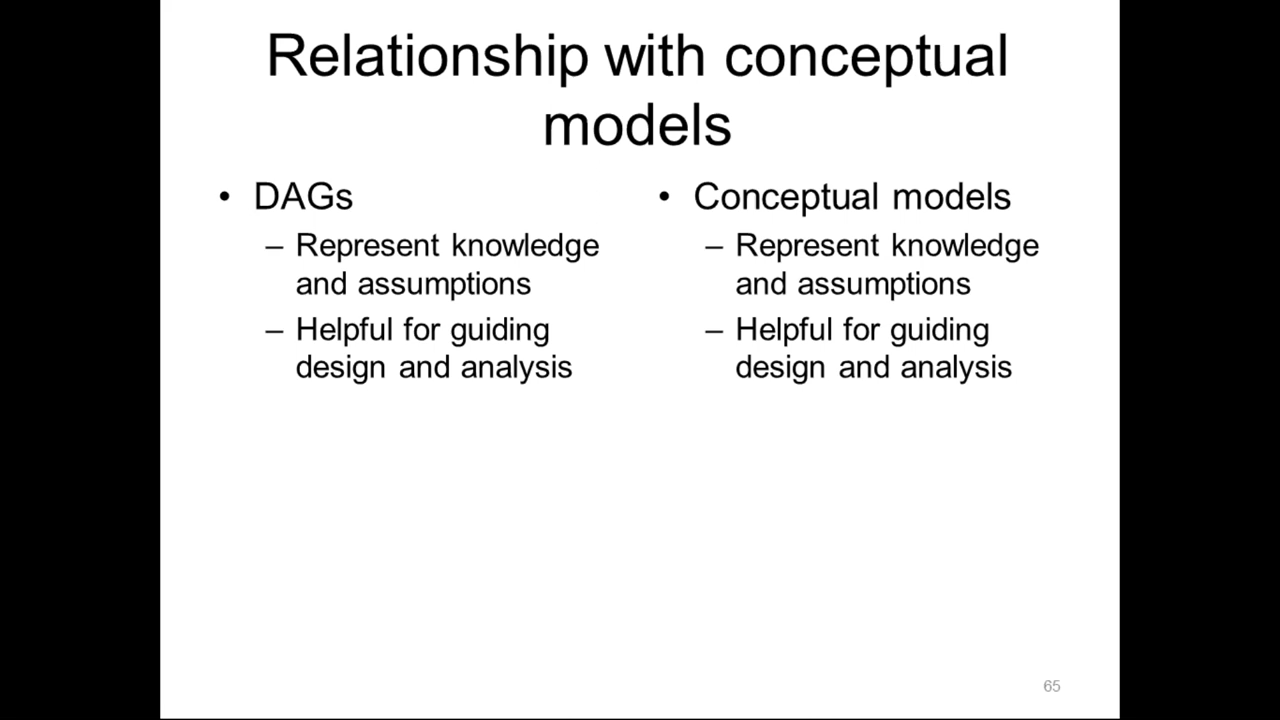 Relationship with conceptual
models
• DAGs
– Represent knowledge
and assumptions
– Helpful for guiding
design and analysis
• Conceptual models
– Represent knowledge
and assumptions
– Helpful for guiding
design and analysis
65